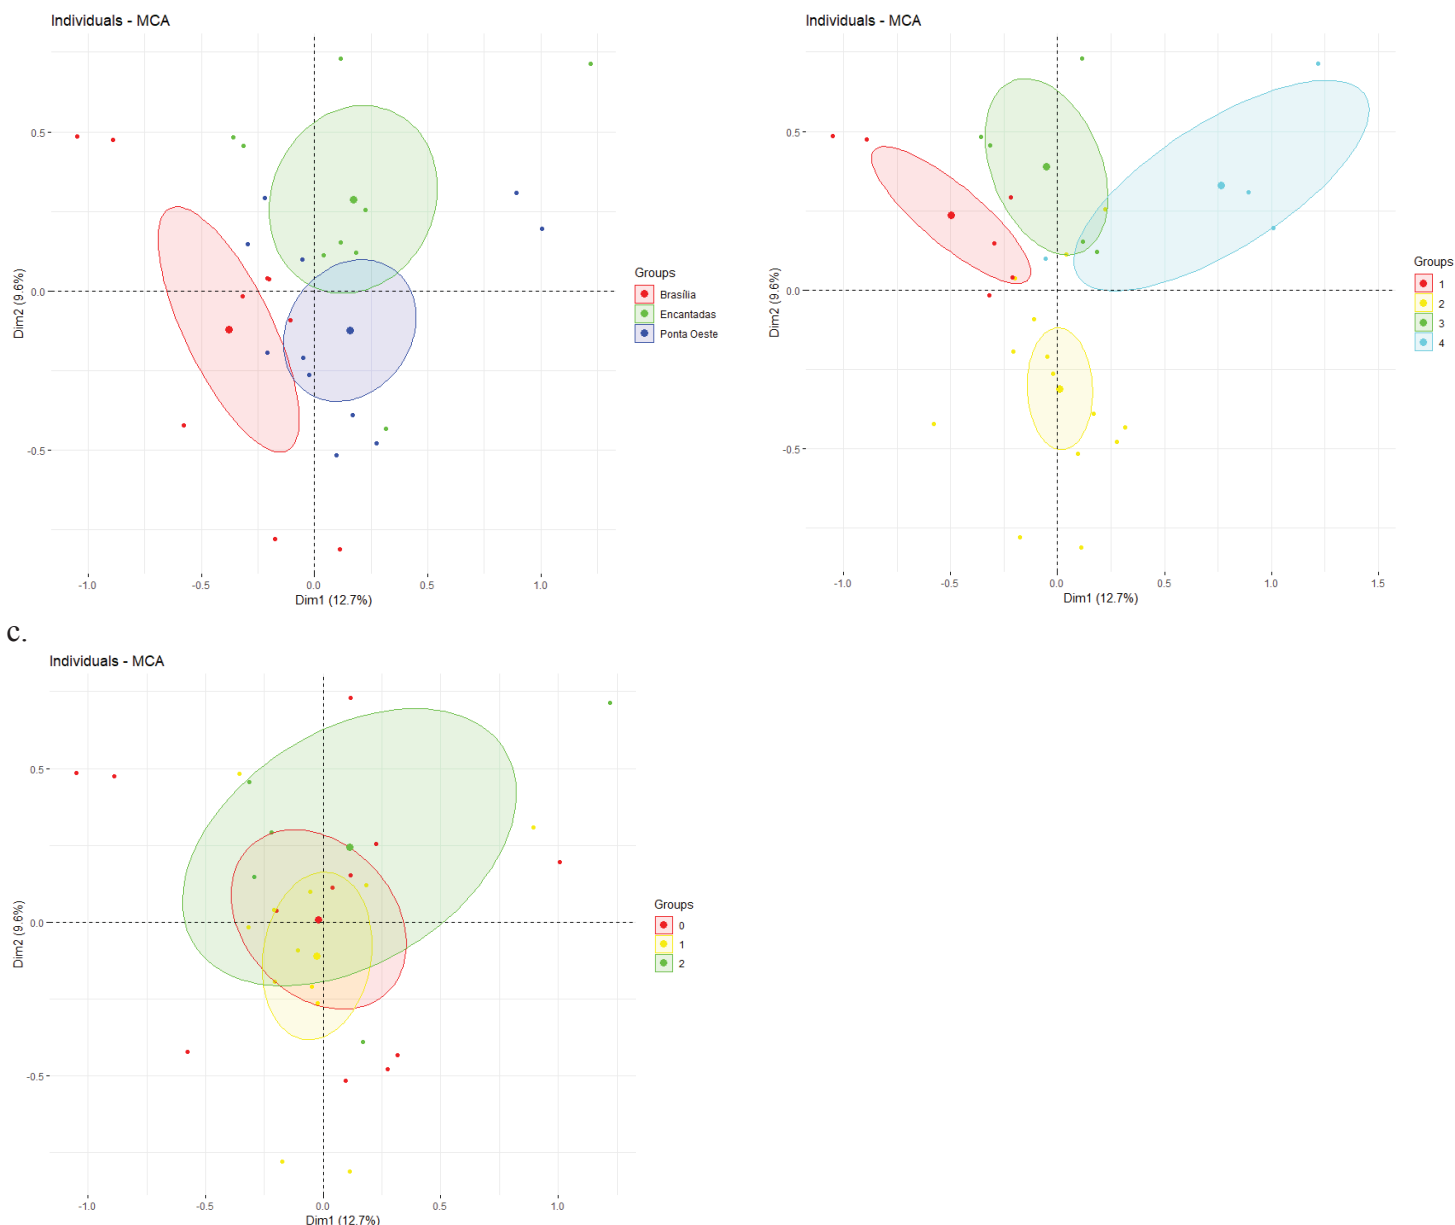 Individuals - MCA
0.5
0.0
-0.5
Dim2 (9.6%)
-1.0
-0.5
0.0
0.5
1.0
Dim1 (12.7%)
Groups
Brasília
Encantadas
Ponta Oeste
Individuals - MCA
0.5
0.0
-0.5
Dim2 (9.6%)
-1.0
-0.5
0.0
0.5
1.0
1.5
Dim1 (12.7%)
Groups
1
2
3
4
c.
Individuals - MCA
0.5
0.0
-0.5
Dim2 (9.6%)
-1.0
-0.5
0.0
0.5
1.0
Dim1 (12.7%)
Groups
0
1
2